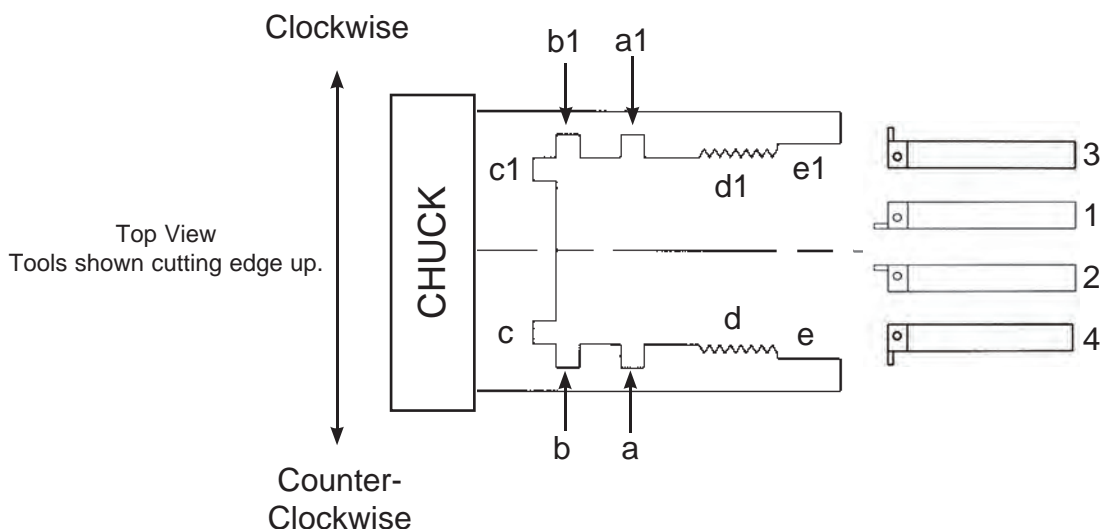 Clockwise
b1
a1
c1
d1
e1
3
1
Top View
Tools shown cutting edge up.
CHUCK
2
c
d
e
4
b
a
Counter-
Clockwise